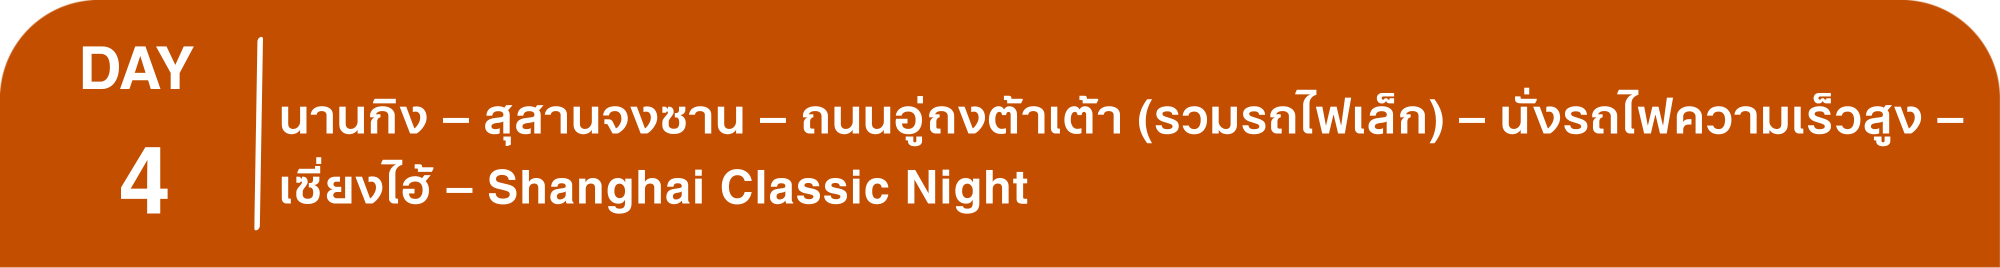 DAY
4
นานกิง – สุสานจงซาน – ถนนอู่ถงต้าเต้า (รวมรถไฟเล็ก) – นั่งรถไฟความเร็วสูง –
เซี่ยงไฮ้ – Shanghai Classic Night